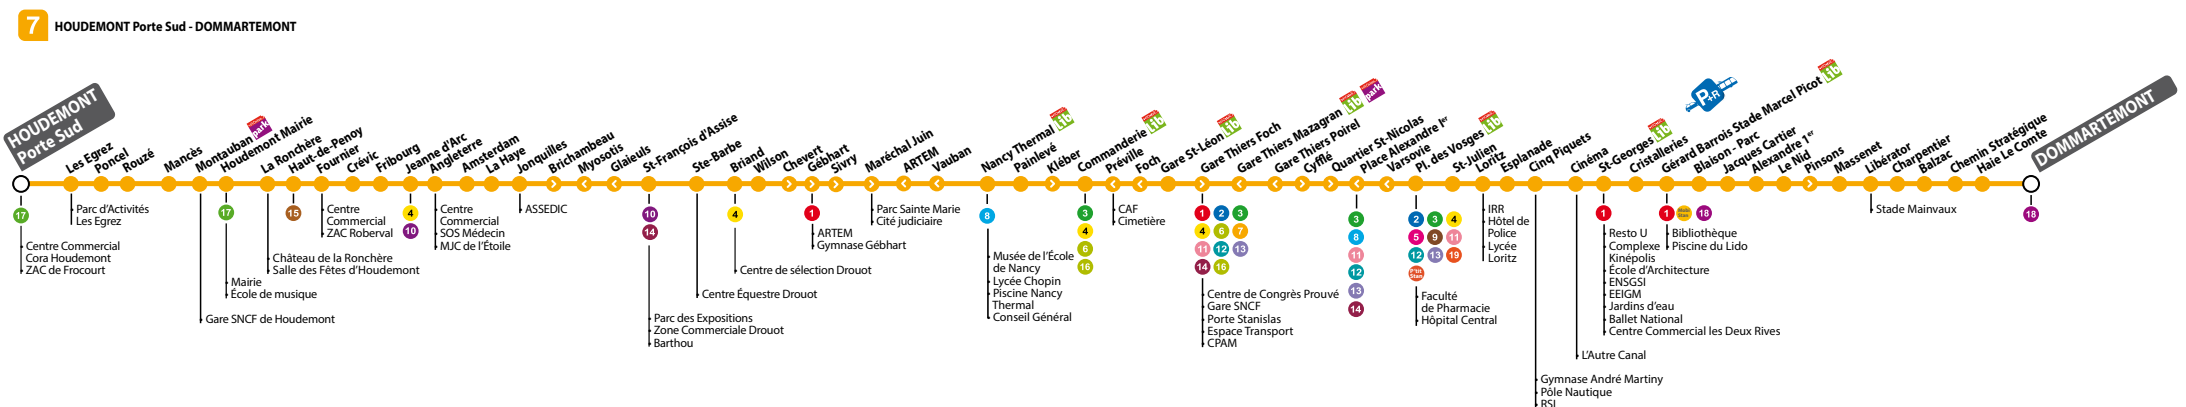 7
HOUDEMONT Porte Sud - DOMMARTEMONT
HOUDEMONT
Porte Sud
Les Egrez
Poncel
Rouzé
Mancès
Montauban
park
Houdemont Mairie
La Ronchère
Haut-de-Penoy
Fournier
Crévic
Fribourg
Jeanne d'Arc
Angleterre
Amsterdam
La Haye
Jonquilles
Brichambeau
Myosotis
Glaieuls
St-François d'Assise
Ste-Barbe
Briand
Wilson
Chevert
Gébhart
Sivry
Maréchal Juin
ARTEM
Vauban
Nancy Thermal
Lib
Painlevé
Kléber
Commanderie
Lib
Préville
Foch
Gare St-Léon
Lib
Gare Thiers Foch
Gare Thiers Mazagran
Lib
park
Gare Thiers Poirel
Cyfflé
Quartier St-Nicolas
Place Alexandre Ier
Varsovie
Pl. des Vosges
Lib
St-Julien
Loritz
Esplanade
Cinq Piquets
Cinéma
St-Georges
Lib
P+R
Cristalleries
Gérard Barrois Stade Marcel Picot
Lib
Blaison - Parc
Jacques Cartier
Alexandre 1er
Le Nid
Pinsons
Massenet
Libérator
Charpentier
Balzac
Chemin Stratégique
Haie Le Comte
DOMMARTEMONT
17
Centre Commercial
Cora Houdemont
ZAC de Frocourt
Parc d'Activités
Les Egrez
Gare SNCF de Houdemont
17
Mairie
École de musique
Château de la Ronchère
Salle des Fêtes d'Houdemont
15
Centre
Commercial
ZAC Roberval
4
10
Centre
Commercial
SOS Médecin
MJC de l'Étoile
ASSEDIC
10
14
Parc des Expositions
Zone Commerciale Drouot
Barthou
Centre Équestre Drouot
4
Centre de sélection Drouot
1
ARTEM
Gymnase Gébhart
Parc Sainte Marie
Cité judiciaire
8
Musée de l'École
de Nancy
Lycée Chopin
Piscine Nancy
Thermal
Conseil Général
3
4
6
16
CAF
Cimetière
1 2 3
4 6 7
11 12 13
14 16
Centre de Congrès Prouvé
Gare SNCF
Porte Stanislas
Espace Transport
CPAM
3
8
11
12
13
14
2 3 4
5 9 11
12 13 19
P'tit Stan
Faculté
de Pharmacie
Hôpital Central
IRR
Hôtel de
Police
Lycée
Loritz
Gymnase André Martiny
Pôle Nautique
RSI
L'Autre Canal
1
Resto U
Complexe
Kinépolis
École d'Architecture
ENSGSI
EEIGM
Jardins d'eau
Ballet National
Centre Commercial les Deux Rives
1 18
Bibliothèque
Piscine du Lido
Stade Mainvaux
18